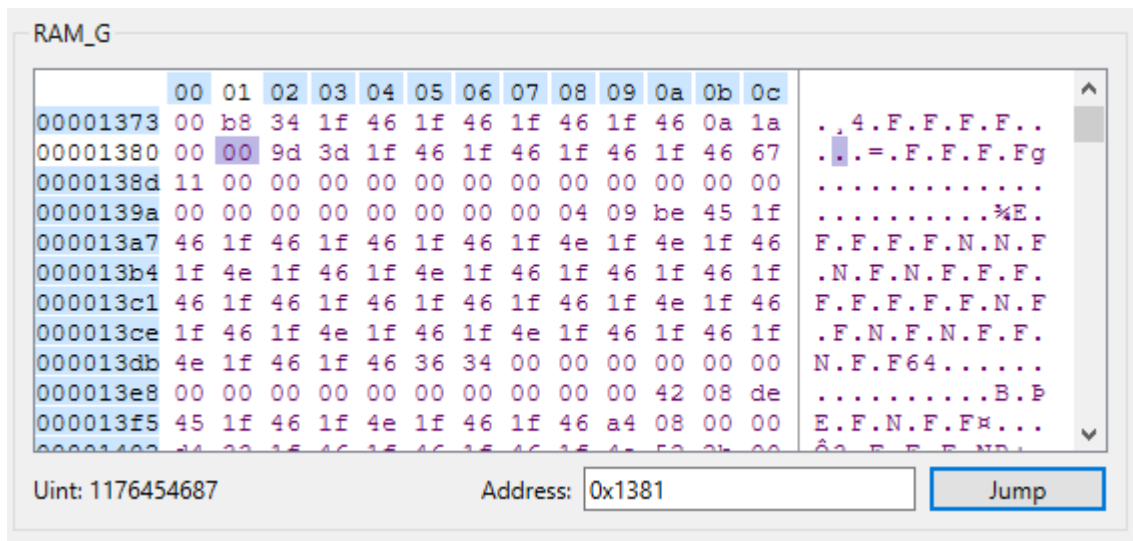 RAM_G
00 01 02 03 04 05 06 07 08 09 0a 0b 0c
00001373 00 b8 34 1f 46 1f 46 1f 46 1f 46 0a 1a .¸4.F.F.F.F..
00001380 00 00 9d 3d 1f 46 1f 46 1f 46 1f 46 67 ...=.F.F.F.Fg
0000138d 11 00 00 00 00 00 00 00 00 00 00 00 00 .............
0000139a 00 00 00 00 00 00 00 00 04 09 be 45 1f ..........¾E.
000013a7 46 1f 46 1f 46 1f 46 1f 4e 1f 4e 1f 46 F.F.F.F.N.N.F
000013b4 1f 4e 1f 46 1f 4e 1f 46 1f 46 1f 46 1f .N.F.N.F.F.F.
000013c1 46 1f 46 1f 46 1f 46 1f 46 1f 4e 1f 46 F.F.F.F.F.N.F
000013ce 1f 46 1f 4e 1f 46 1f 4e 1f 46 1f 46 1f .F.N.F.N.F.F.
000013db 4e 1f 46 1f 46 36 34 00 00 00 00 00 00 N.F.F64......
000013e8 00 00 00 00 00 00 00 00 00 00 42 08 de ..........B.Þ
000013f5 45 1f 46 1f 4e 1f 46 1f 46 a4 08 00 00 E.F.N.F.F¤...
Uint: 1176454687 Address: 0x1381 Jump